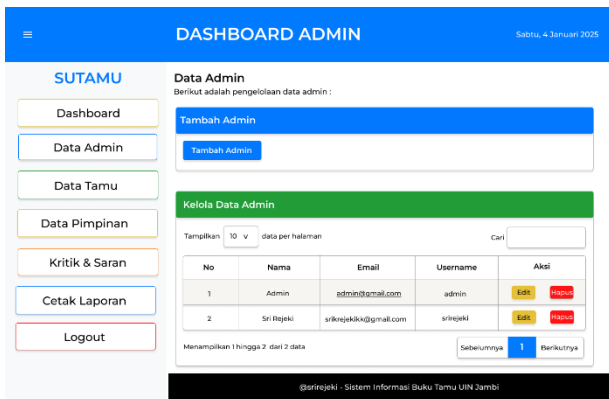 ≡ DASHBOARD ADMIN Sabtu, 4 Januari 2025
SUTAMU
Dashboard
Data Admin
Data Tamu
Data Pimpinan
Kritik & Saran
Cetak Laporan
Logout
Data Admin
Berikut adalah pengelolaan data admin :
Tambah Admin
Tambah Admin
Kelola Data Admin
Tampilkan 10 v data per halaman Cari
No Nama Email Username Aksi
1 Admin admin@gmail.com admin Edit Hapus
2 Sri Rejeki srikrejekikk@gmail.com srirejeki Edit Hapus
Menampilkan 1 hingga 2 dari 2 data Sebelumnya 1 Berikutnya
@srirejeki - Sistem Informasi Buku Tamu UIN Jambi